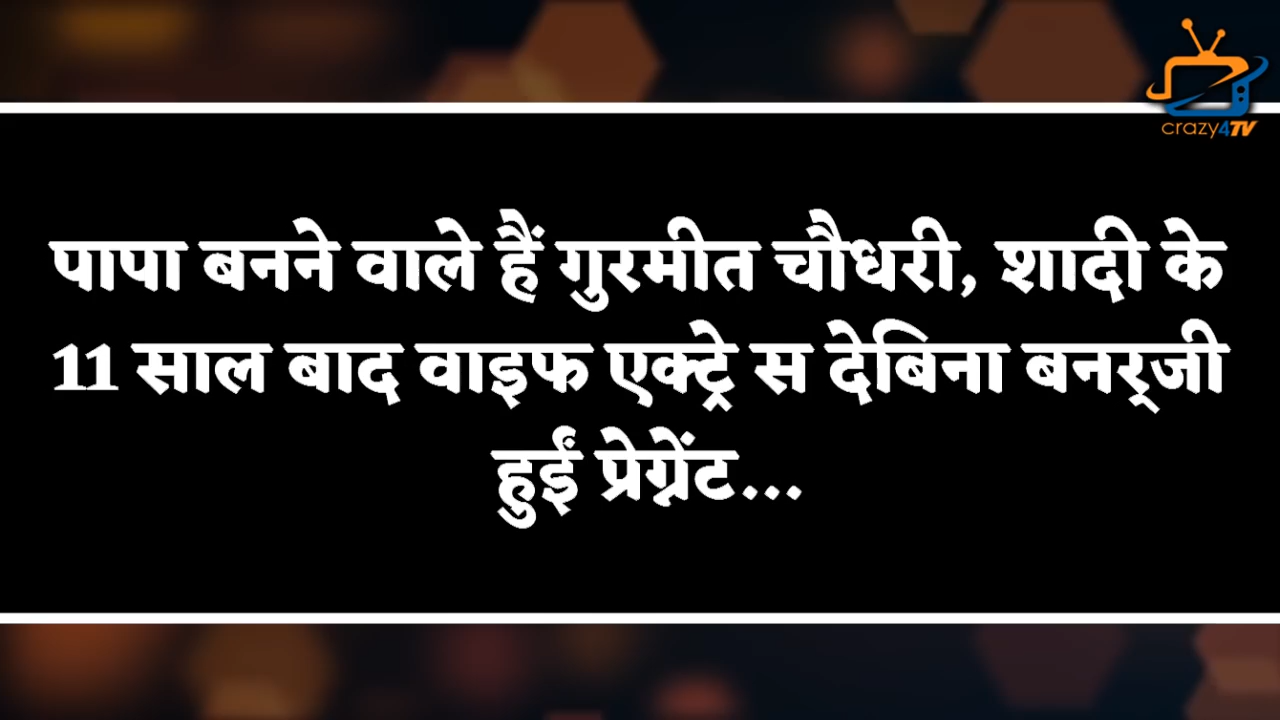 crazy4TV
पापा बनने वाले हैं गुरमीत चौधरी, शादी के
11 साल बाद वाइफ एक्ट्रे स देबिना बनर्‌जी
हुईं प्रेग्नेंट...